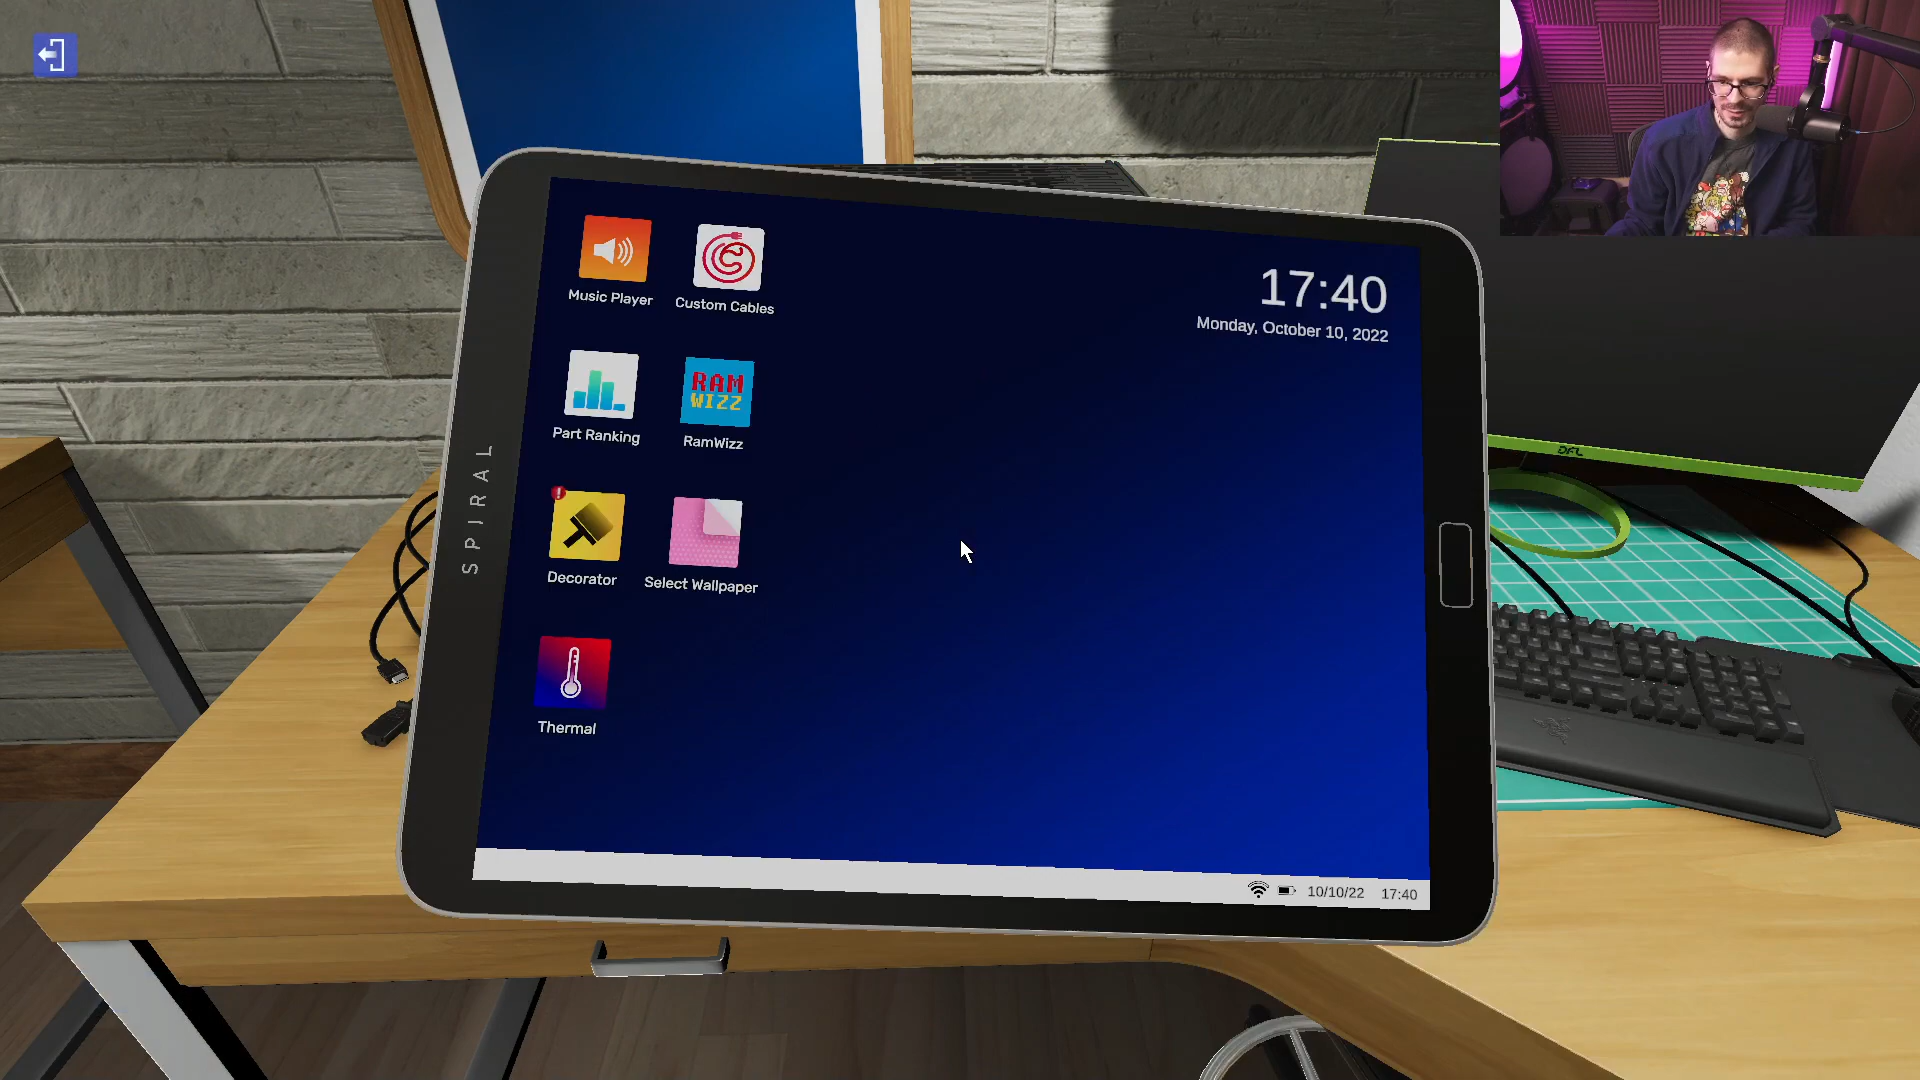 Music Player
Custom Cables
17:40
Monday, October 10, 2022
RAM
WIZZ
Part Ranking
RamWizz
SPIRAL
DFL
Decorator
Select Wallpaper
Thermal
10/10/22 17:40